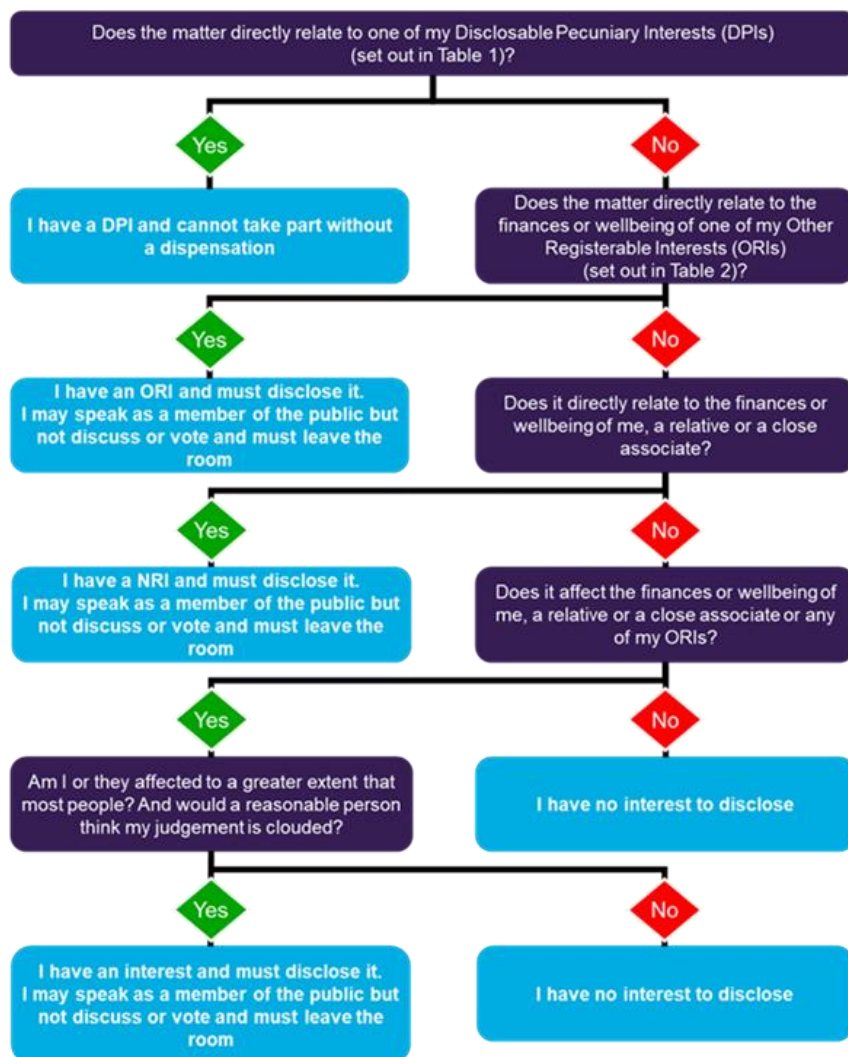 Does the matter directly relate to one of my Disclosable Pecuniary Interests (DPIs)
(set out in Table 1)?
Yes
No
I have a DPI and cannot take part without
a dispensation
Does the matter directly relate to the
finances or wellbeing of one of my Other
Registerable Interests (ORIs)
(set out in Table 2)?
Yes
No
I have an ORI and must disclose it.
I may speak as a member of the public but
not discuss or vote and must leave the
room
Does it directly relate to the finances or
wellbeing of me, a relative or a close
associate?
Yes
No
I have a NRI and must disclose it.
I may speak as a member of the public but
not discuss or vote and must leave the
room
Does it affect the finances or wellbeing of
me, a relative or a close associate or any
of my ORIs?
Yes
No
Am I or they affected to a greater extent that
most people? And would a reasonable person
think my judgement is clouded?
I have no interest to disclose
Yes
No
I have an interest and must disclose it.
I may speak as a member of the public but
not discuss or vote and must leave the
room
I have no interest to disclose